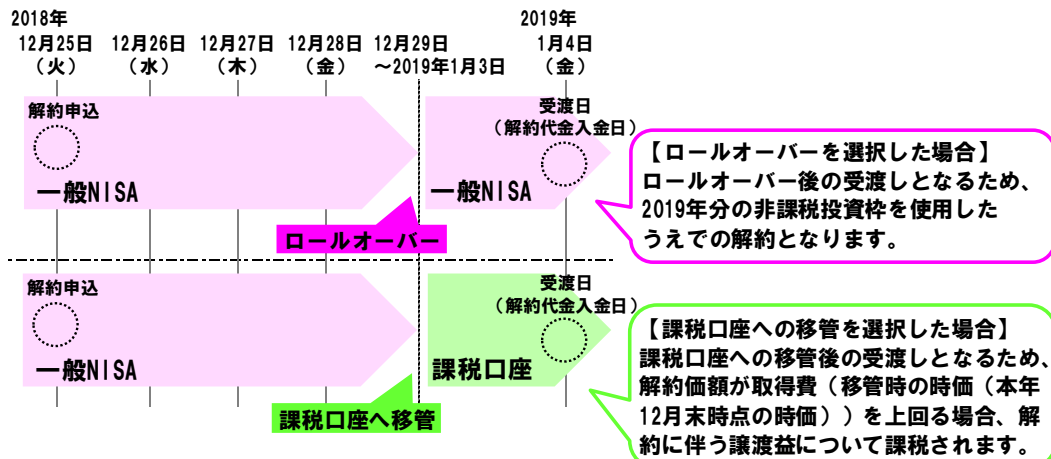 2018年
2019年
12月25日 12月26日 12月27日 12月28日 12月29日 1月4日
（火） （水） （木） （金） ～2019年1月3日 （金）
解約申込
受渡日
（解約代金入金日）
一般NISA
一般NISA
ロールオーバー
【ロールオーバーを選択した場合】
ロールオーバー後の受渡しとなるため、
2019年分の非課税投資枠を使用した
うえでの解約となります。
解約申込
受渡日
（解約代金入金日）
一般NISA
課税口座
課税口座へ移管
【課税口座への移管を選択した場合】
課税口座への移管後の受渡しとなるため、
解約価額が取得費（移管時の時価（本年
12月末時点の時価））を上回る場合、解
約に伴う譲渡益について課税されます。